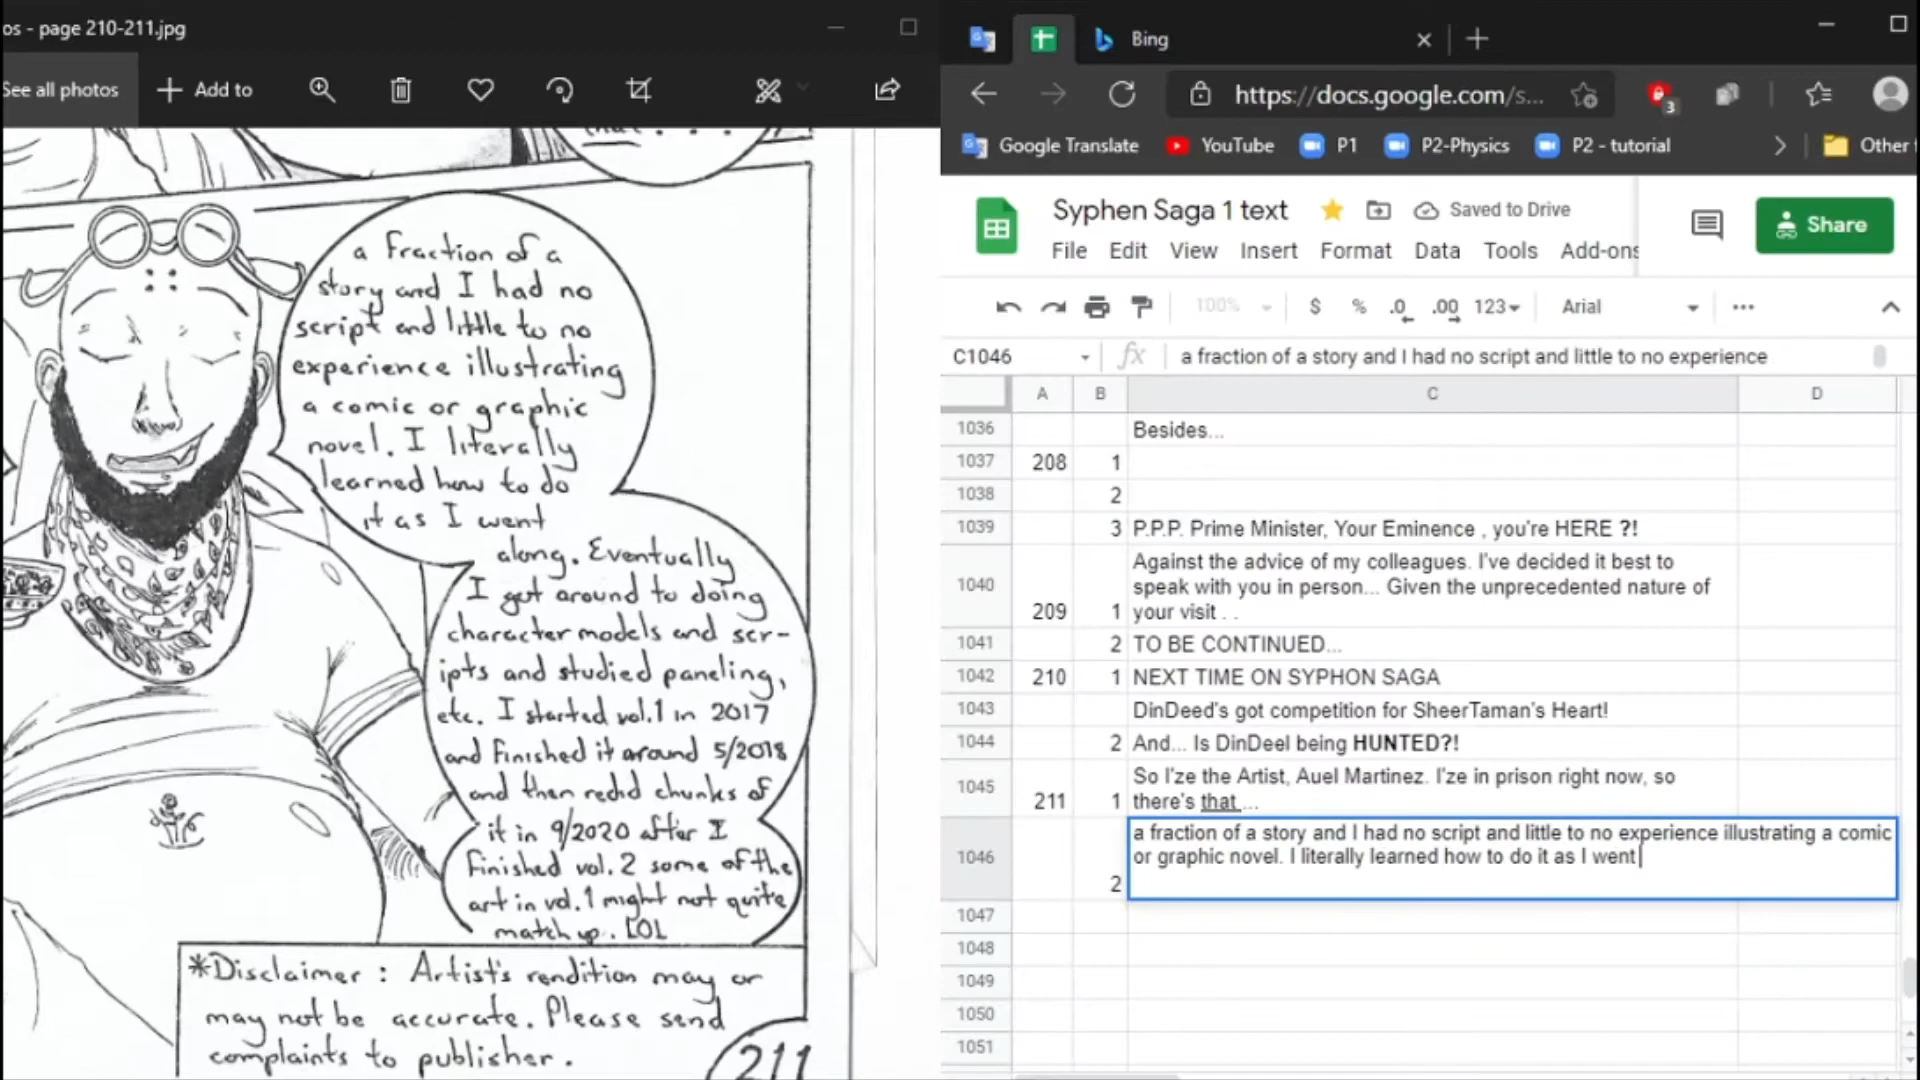 os - page 210-211.jpg
See all photos
Add to
that. . . .
a fraction of a
story and I had no
script and little to no
experience illustrating
a comic or graphic
novel. I literally
learned how to do
it as I went
along. Eventually
I got around to doing
character models and scr-
ipts and studied paneling,
etc. I started vol.1 in 2017
and finished it around 5/2018
and then redid chunks of
it in 9/2020 after I
finished vol. 2 some of the
art in vol.1 might not quite
match up. LOL
*Disclaimer : Artist's rendition may or
may not be accurate. Please send
complaints to publisher.
211
Bing
https://docs.google.com/s...
3
Google Translate YouTube P1 P2-Physics P2 - tutorial Other
Syphen Saga 1 text Saved to Drive
File Edit View Insert Format Data Tools Add-ons
Share
100% $ % .0 .00 123 Arial
C1046 fx a fraction of a story and I had no script and little to no experience
A B C D
1036 Besides...
1037 208 1
1038 2
1039 3 P.P.P. Prime Minister, Your Eminence , you're HERE ?!
Against the advice of my colleagues. I've decided it best to
1040 speak with you in person... Given the unprecedented nature of
209 1 your visit . .
1041 2 TO BE CONTINUED...
1042 210 1 NEXT TIME ON SYPHON SAGA
1043 DinDeed's got competition for SheerTaman's Heart!
1044 2 And... Is DinDeel being HUNTED?!
1045 So I'ze the Artist, Auel Martinez. I'ze in prison right now, so
211 1 there's that ...
a fraction of a story and I had no script and little to no experience illustrating a comic
1046 or graphic novel. I literally learned how to do it as I went
2
1047
1048
1049
1050
1051